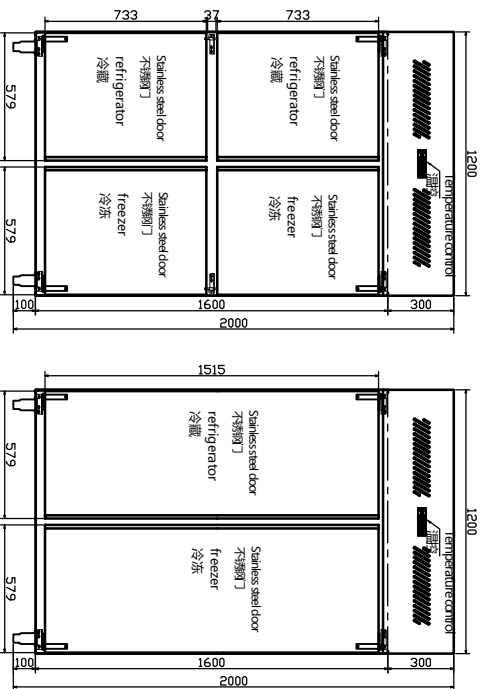 733
37
733
579
579
1200
Stainless steel door
不锈钢门
refrigerator
冷藏
Stainless steel door
不锈钢门
refrigerator
冷藏
Stainless steel door
不锈钢门
freezer
冷冻
Stainless steel door
不锈钢门
freezer
冷冻
Temperature control
温控
100
1600
300
2000
1515
579
579
1200
Stainless steel door
不锈钢门
refrigerator
冷藏
Stainless steel door
不锈钢门
freezer
冷冻
Temperature control
温控
100
1600
300
2000